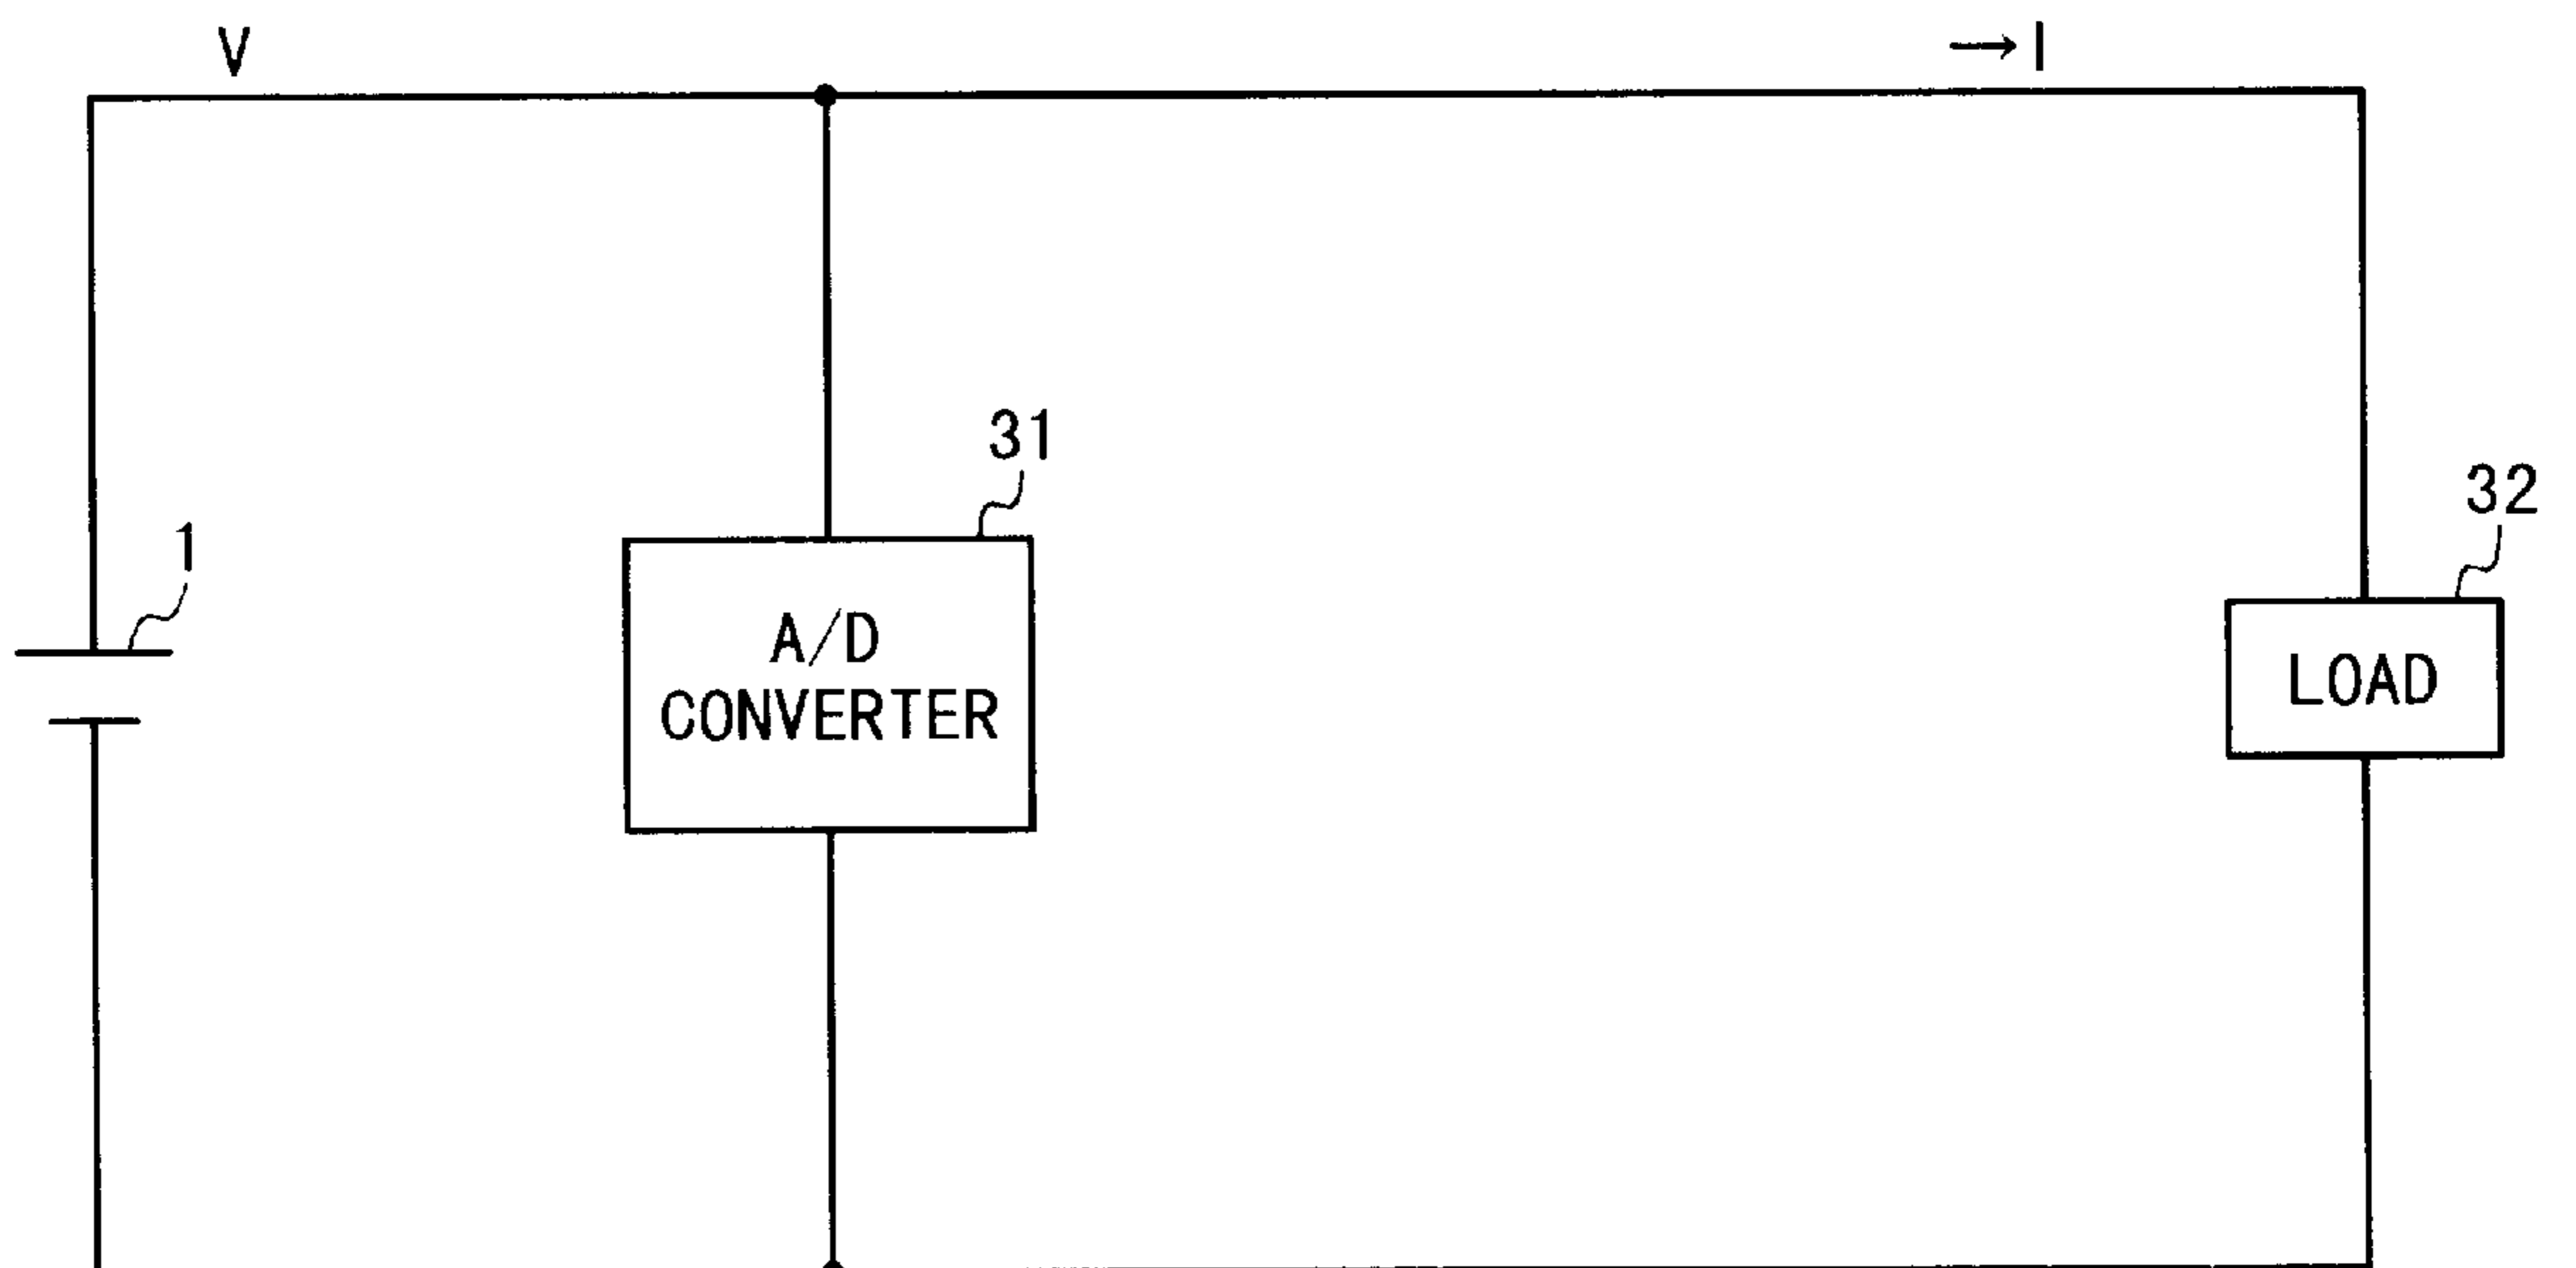 V
→I
31
32
1
A/D
CONVERTER
LOAD